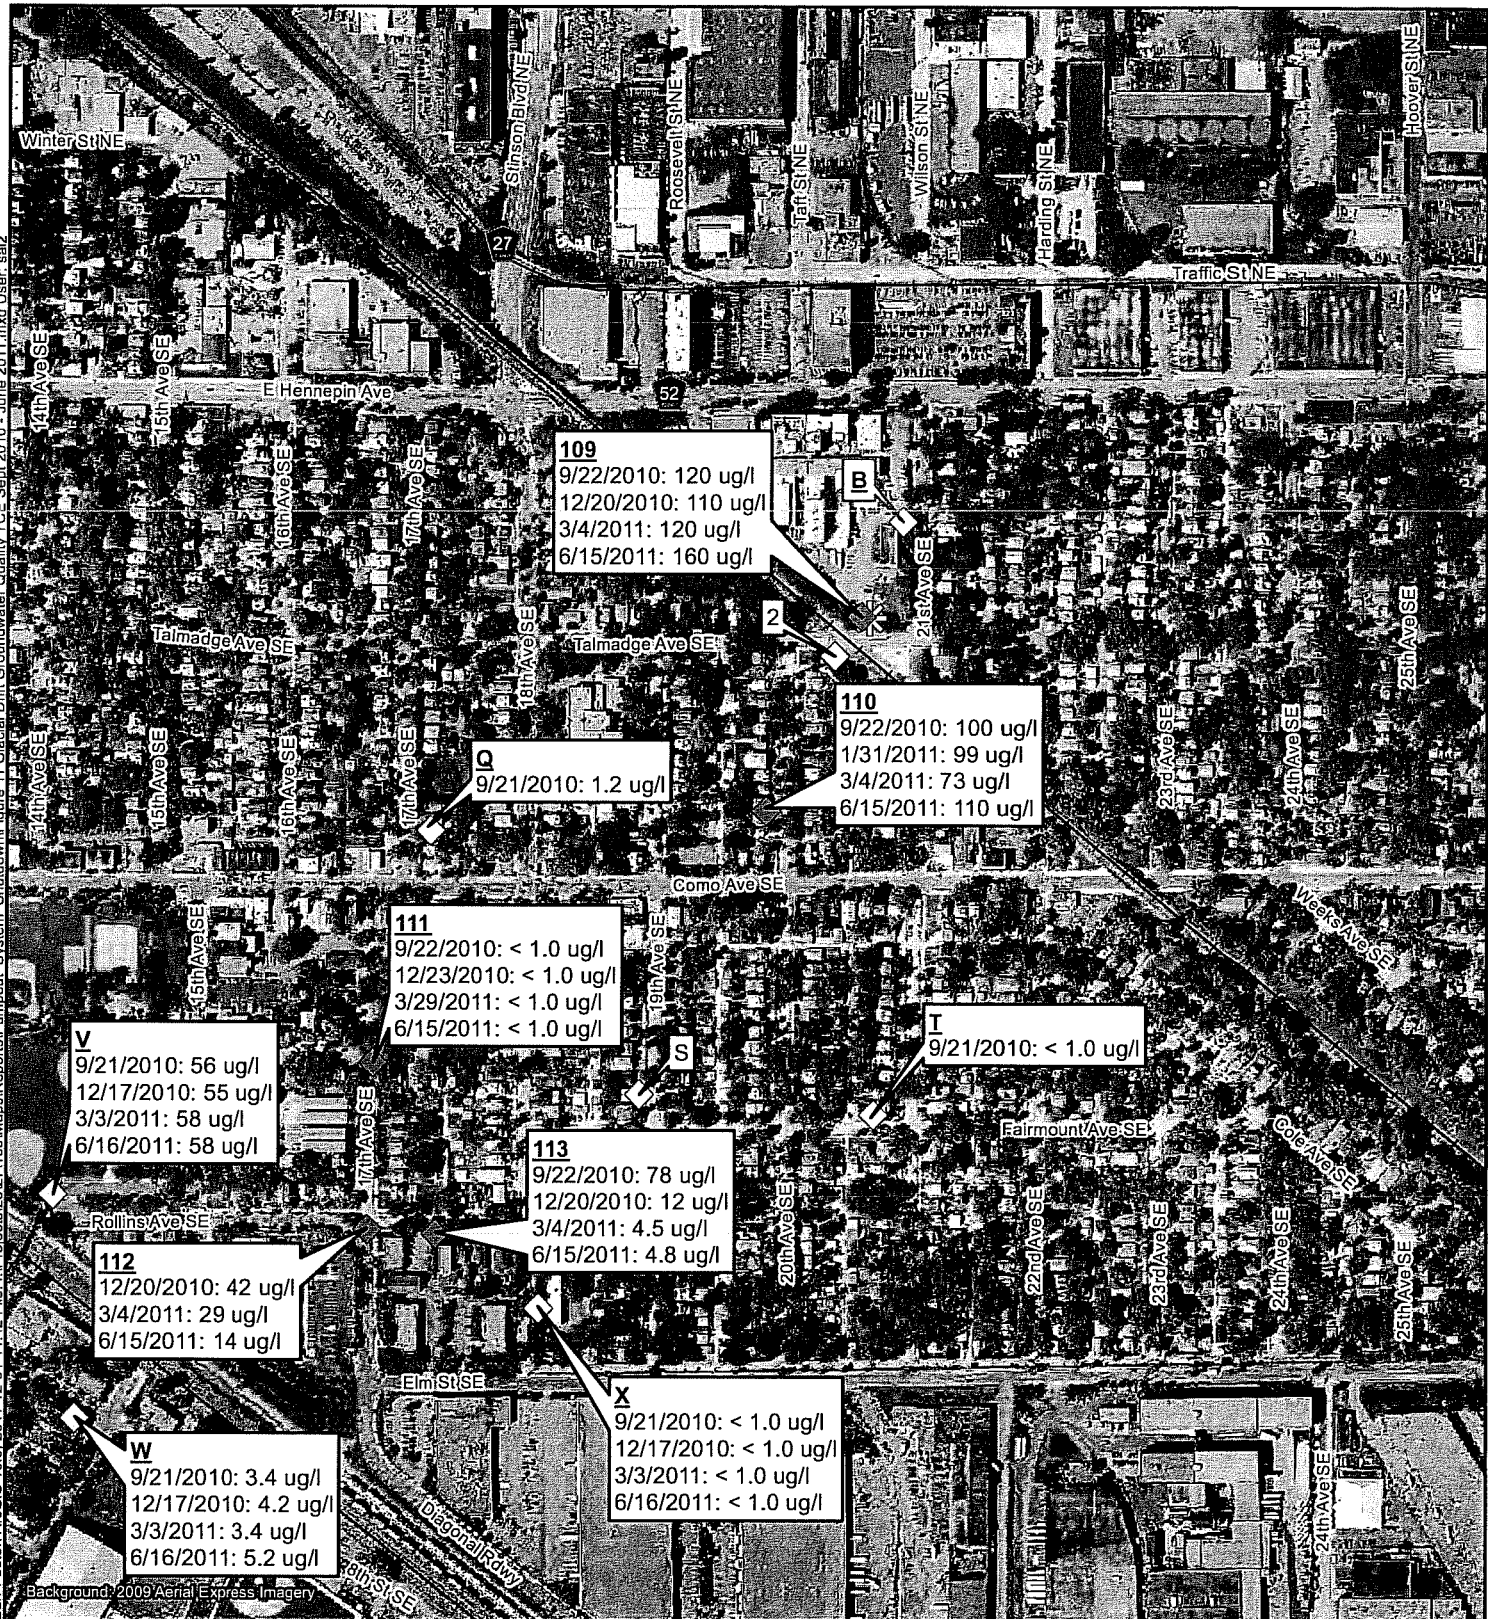 Winter St NE
Stinson Blvd NE
Roosevelt St NE
Taft St NE
Wilson St NE
Harding St NE
Hoover St NE
27
Traffic St NE
14th Ave SE
15th Ave SE
E Hennepin Ave
52
16th Ave SE
17th Ave SE
109
9/22/2010: 120 ug/l
12/20/2010: 110 ug/l
3/4/2011: 120 ug/l
6/15/2011: 160 ug/l
B
21st Ave SE
2
Talmadge Ave SE
18th Ave SE
Talmadge Ave SE
25th Ave SE
110
9/22/2010: 100 ug/l
1/31/2011: 99 ug/l
3/4/2011: 73 ug/l
6/15/2011: 110 ug/l
Q
9/21/2010: 1.2 ug/l
14th Ave SE
15th Ave SE
16th Ave SE
17th Ave SE
23rd Ave SE
24th Ave SE
Como Ave SE
Weeks Ave SE
111
9/22/2010: < 1.0 ug/l
12/23/2010: < 1.0 ug/l
3/29/2011: < 1.0 ug/l
6/15/2011: < 1.0 ug/l
15th Ave SE
19th Ave SE
V
9/21/2010: 56 ug/l
12/17/2010: 55 ug/l
3/3/2011: 58 ug/l
6/16/2011: 58 ug/l
S
T
9/21/2010: < 1.0 ug/l
17th Ave SE
Fairmount Ave SE
Cole Ave SE
113
9/22/2010: 78 ug/l
12/20/2010: 12 ug/l
3/4/2011: 4.5 ug/l
6/15/2011: 4.8 ug/l
Rollins Ave SE
20th Ave SE
22nd Ave SE
23rd Ave SE
24th Ave SE
25th Ave SE
112
12/20/2010: 42 ug/l
3/4/2011: 29 ug/l
6/15/2011: 14 ug/l
Elm St SE
X
9/21/2010: < 1.0 ug/l
12/17/2010: < 1.0 ug/l
3/3/2011: < 1.0 ug/l
6/16/2011: < 1.0 ug/l
W
9/21/2010: 3.4 ug/l
12/17/2010: 4.2 ug/l
3/3/2011: 3.4 ug/l
6/16/2011: 5.2 ug/l
Diagonal Rdwy
8th St SE
24th Ave SE
Background: 2009 Aerial Express Imagery